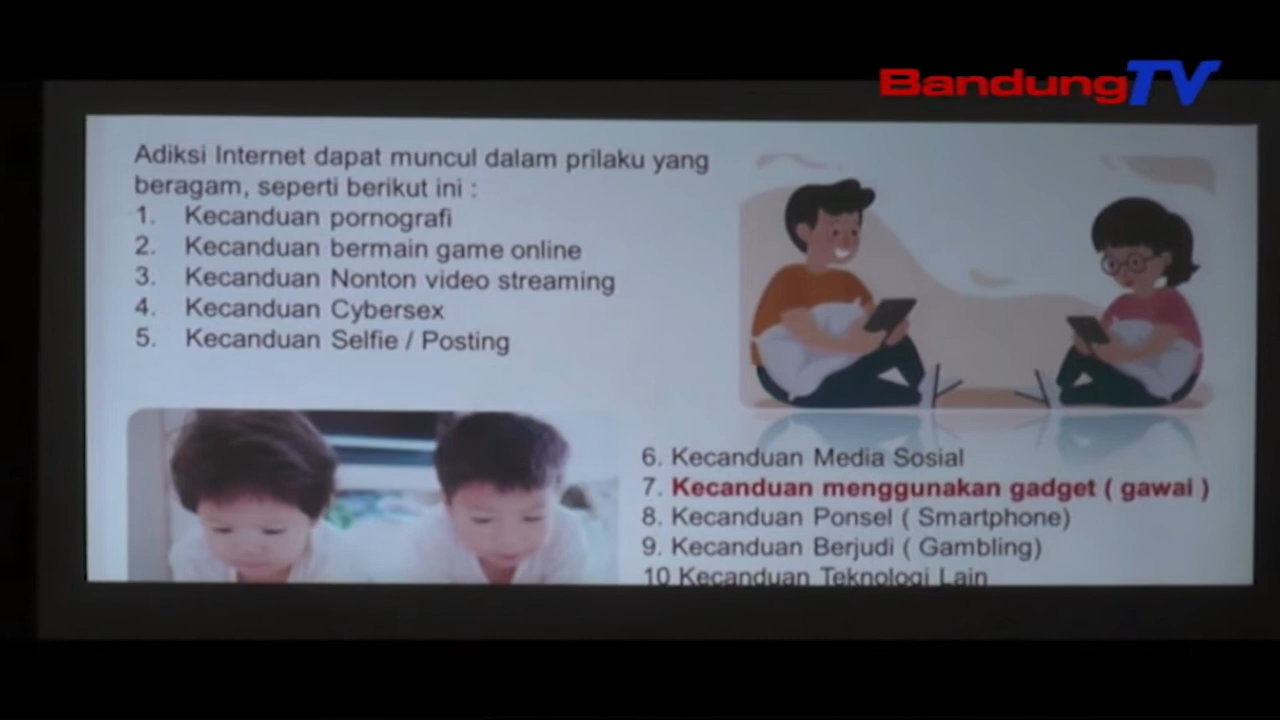 BandungTV
Adiksi Internet dapat muncul dalam prilaku yang
beragam, seperti berikut ini :
1. Kecanduan pornografi
2. Kecanduan bermain game online
3. Kecanduan Nonton video streaming
4. Kecanduan Cybersex
5. Kecanduan Selfie / Posting
6. Kecanduan Media Sosial
7. Kecanduan menggunakan gadget ( gawai )
8. Kecanduan Ponsel ( Smartphone)
9. Kecanduan Berjudi ( Gambling)
10 Kecanduan Teknologi Lain